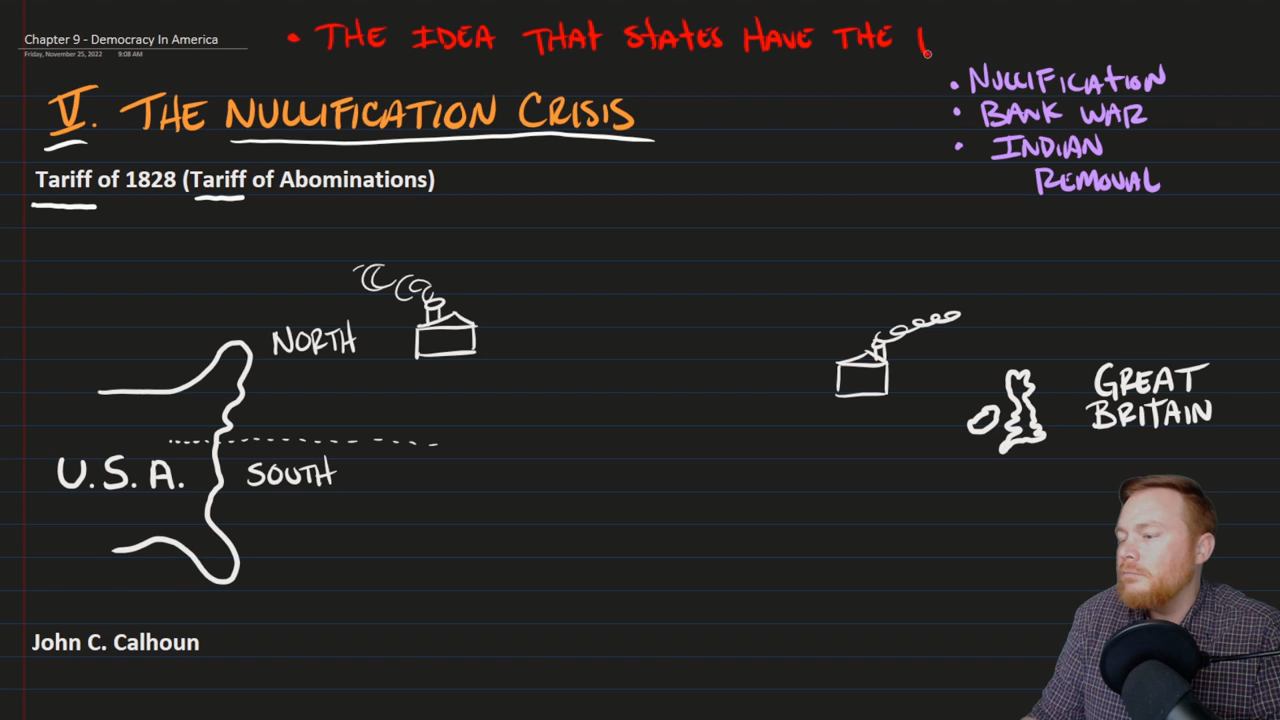 Chapter 9 - Democracy In America
Friday, November 25, 2022 9:08 AM
• THE IDEA THAT STATES HAVE THE
V. THE NULLIFICATION CRISIS
• NULLIFICATION
• BANK WAR
• INDIAN
REMOVAL
Tariff of 1828 (Tariff of Abominations)
NORTH
GREAT
BRITAIN
U.S.A.
SOUTH
John C. Calhoun